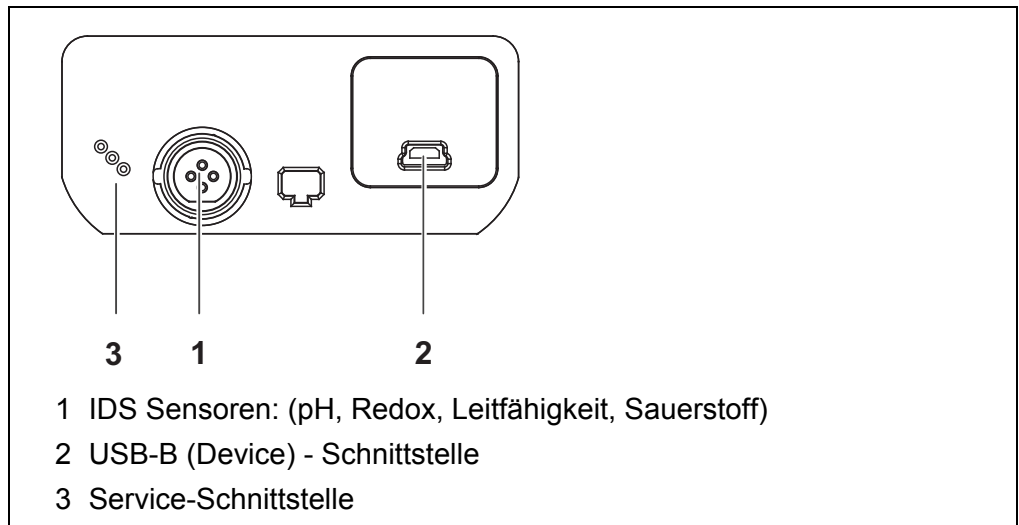 3 1 2
1 IDS Sensoren: (pH, Redox, Leitfähigkeit, Sauerstoff)
2 USB-B (Device) - Schnittstelle
3 Service-Schnittstelle